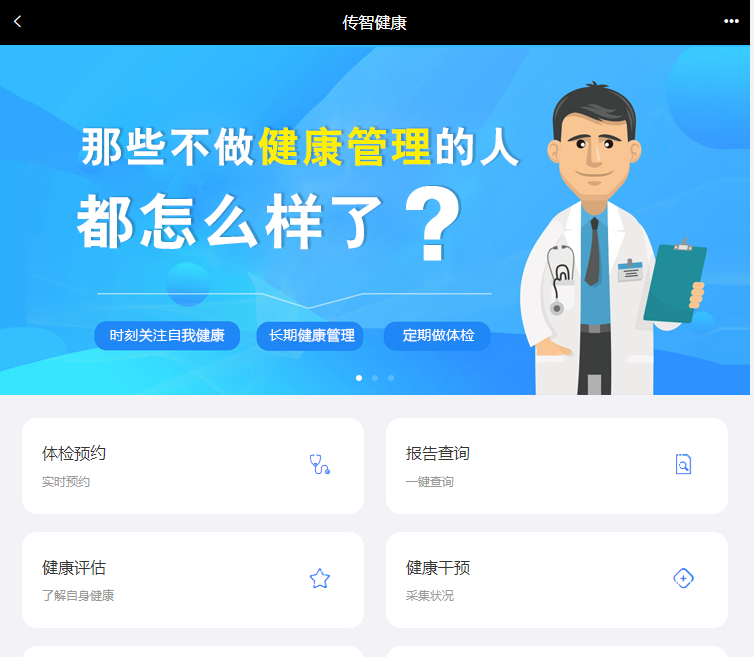 传智健康
那些不做健康管理的人
都怎么样了?
时刻关注自我健康 长期健康管理 定期做体检
体检预约
实时预约
报告查询
一键查询
健康评估
了解自身健康
健康干预
采集状况